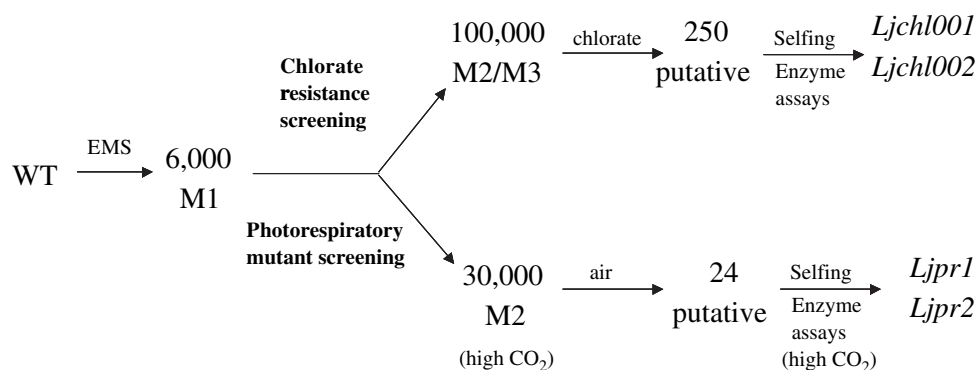 WT
EMS
6,000
M1
Chlorate
resistance
screening
100,000
M2/M3
chlorate
250
putative
Selfing
Enzyme
assays
Ljchl001
Ljchl002
Photorespiratory
mutant screening
30,000
M2
(high CO₂)
air
24
putative
Selfing
Enzyme
assays
(high CO₂)
Ljpr1
Ljpr2